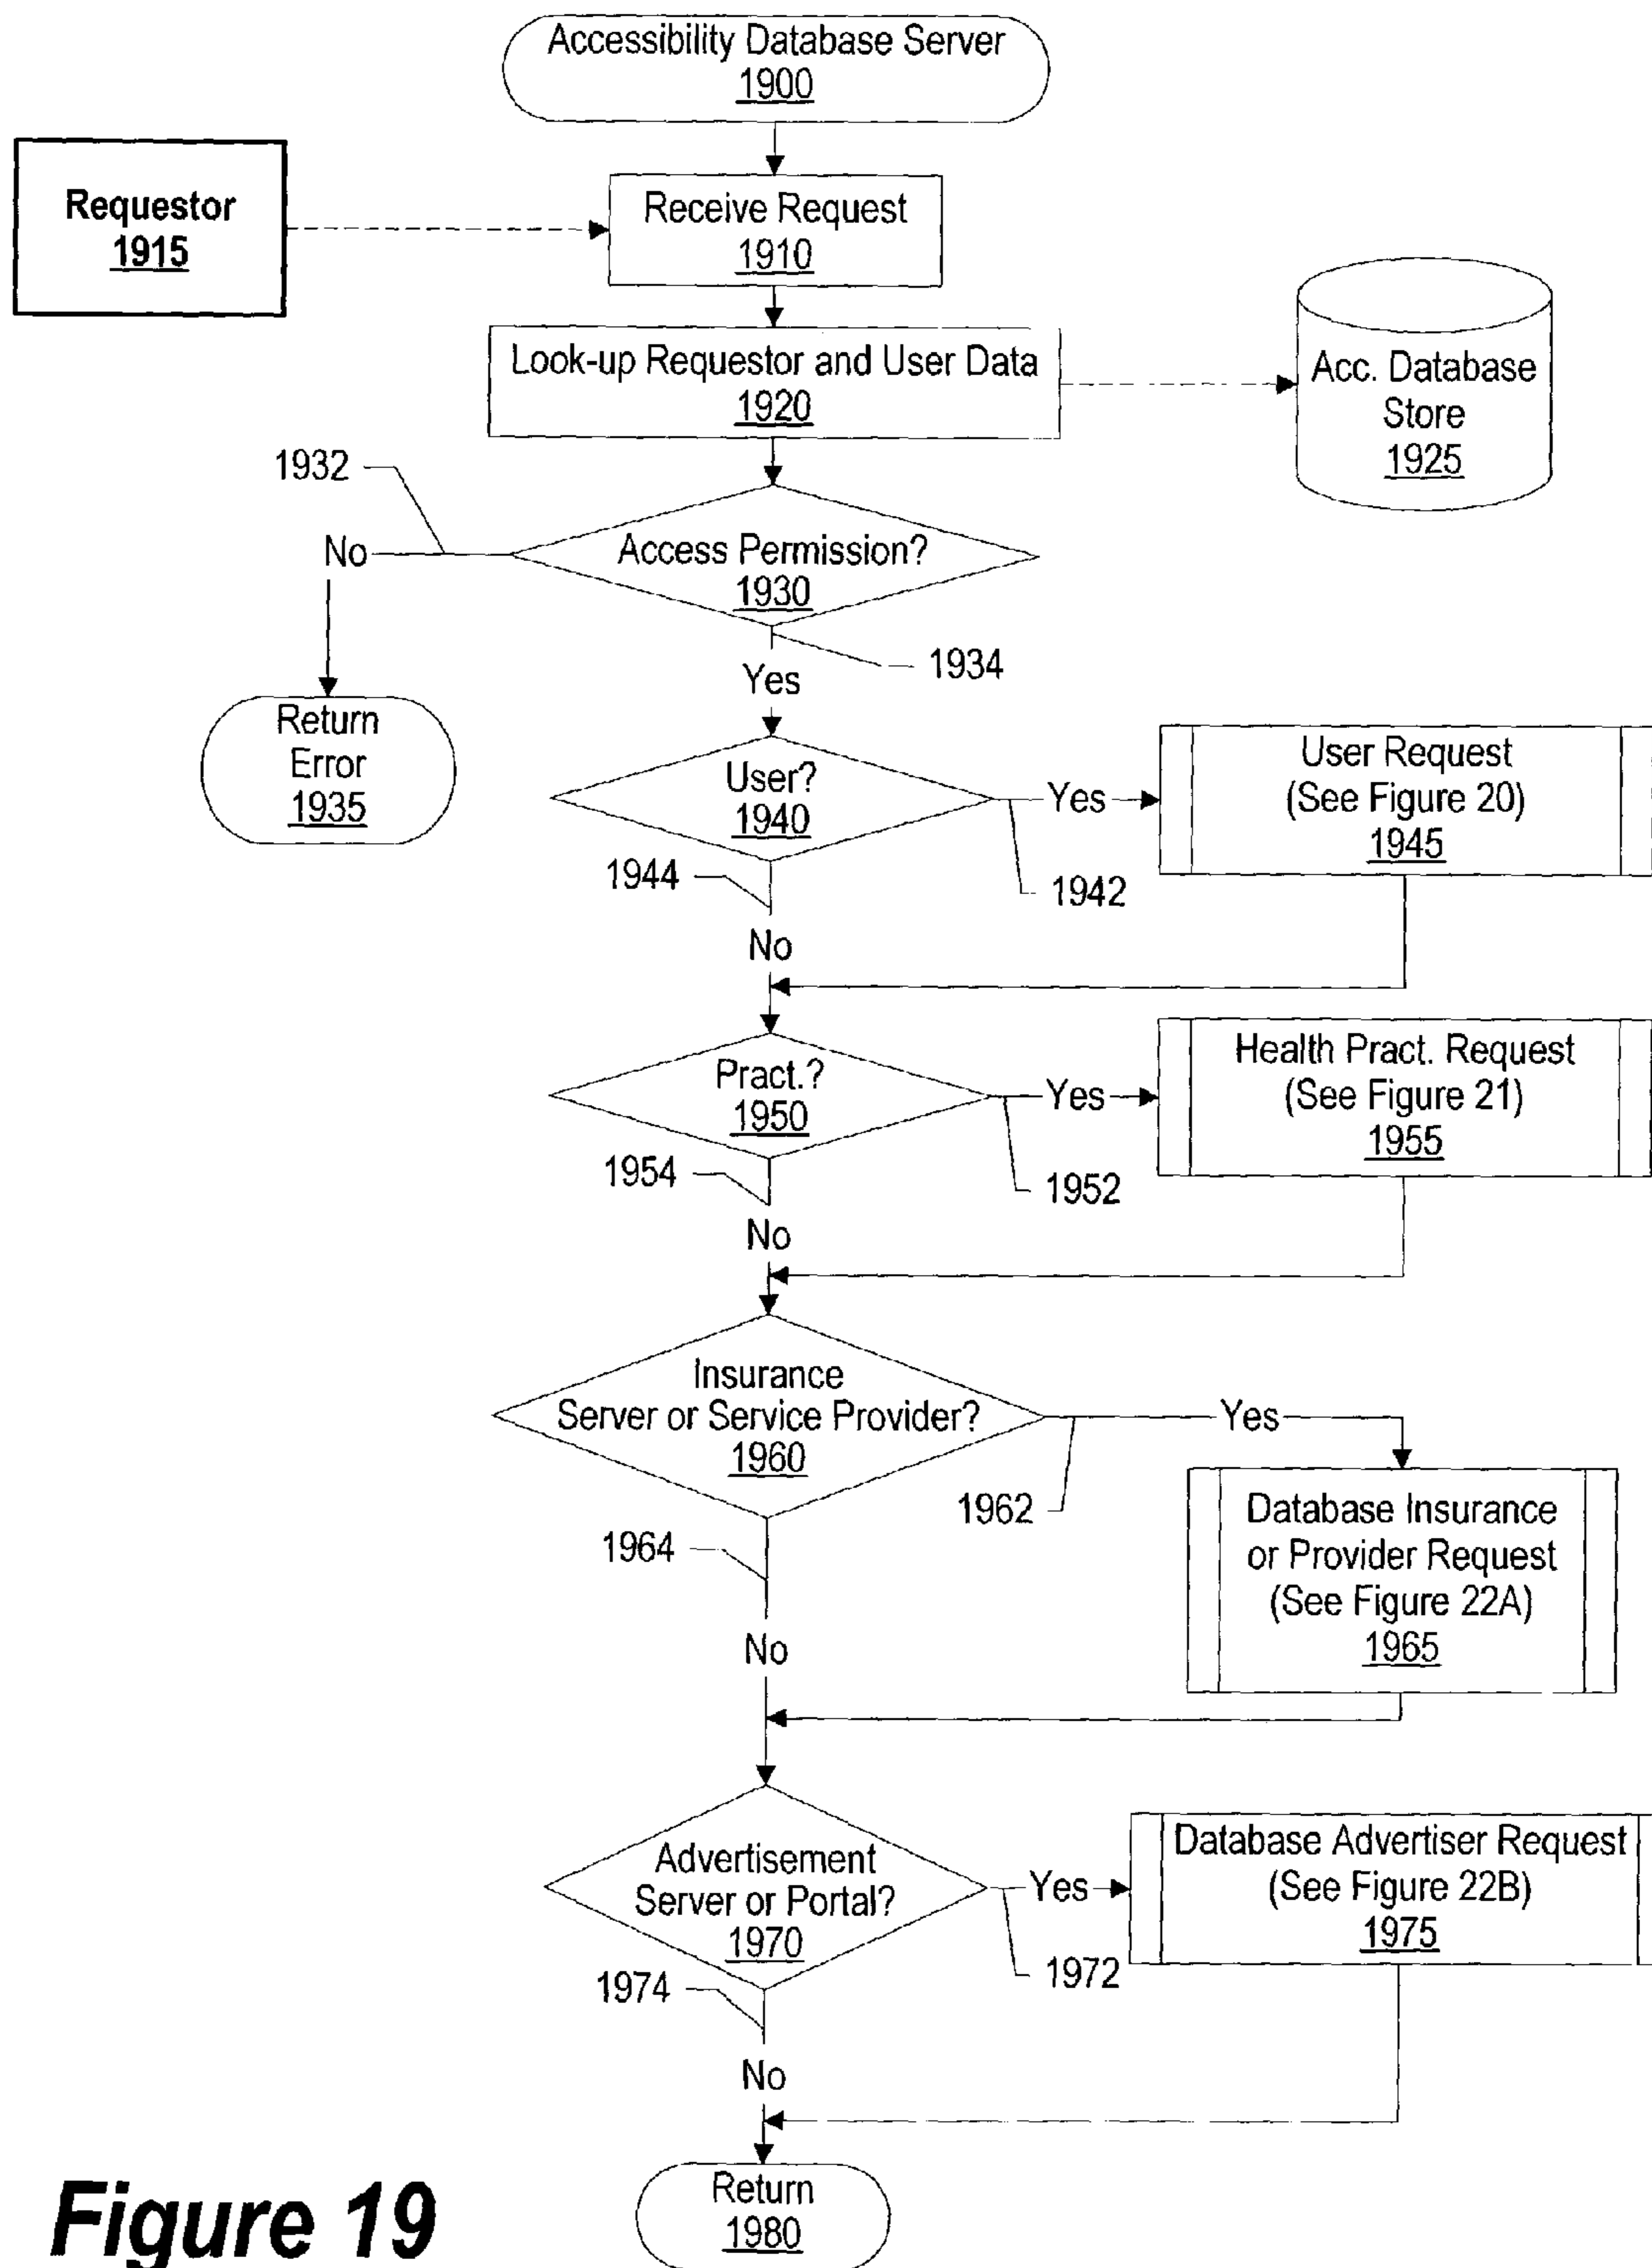 Accessibility Database Server
1900
Requestor
1915
Receive Request
1910
Look-up Requestor and User Data
1920
Acc. Database
Store
1925
1932
No
Access Permission?
1930
1934
Yes
Return
Error
1935
User?
1940
Yes
User Request
(See Figure 20)
1945
1944
1942
No
Pract.?
1950
Yes
Health Pract. Request
(See Figure 21)
1955
1954
1952
No
Insurance
Server or Service Provider?
1960
Yes
1962
1964
Database Insurance
or Provider Request
(See Figure 22A)
1965
No
Advertisement
Server or Portal?
1970
Yes
Database Advertiser Request
(See Figure 22B)
1975
1974
1972
No
Return
1980
Figure 19